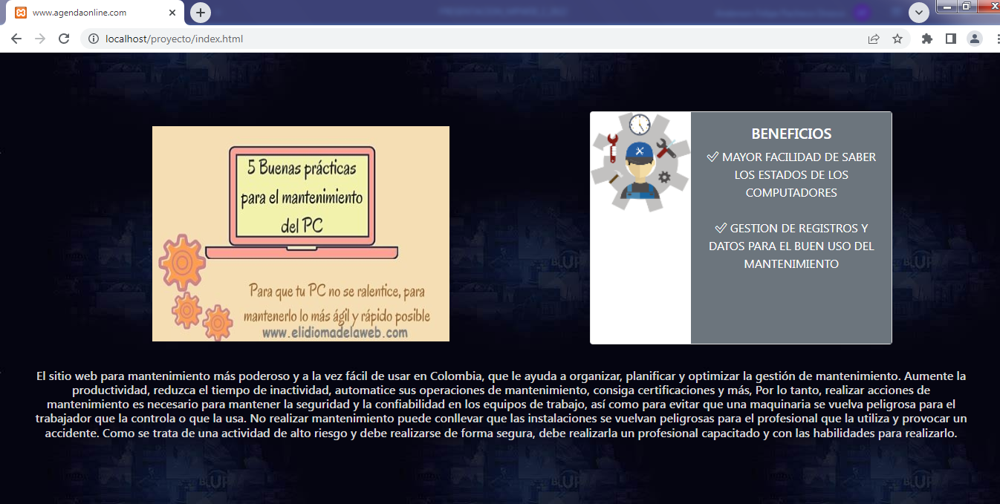 www.agendaonline.com
localhost/proyecto/index.html
5 Buenas prácticas
para el mantenimiento
del PC
Para que tu PC no se ralentice, para
mantenerlo lo más ágil y rápido posible
www.elidiomadelaweb.com
BENEFICIOS
✅ MAYOR FACILIDAD DE SABER
LOS ESTADOS DE LOS
COMPUTADORES
✅ GESTION DE REGISTROS Y
DATOS PARA EL BUEN USO DEL
MANTENIMIENTO
El sitio web para mantenimiento más poderoso y a la vez fácil de usar en Colombia, que le ayuda a organizar, planificar y optimizar la gestión de mantenimiento. Aumente la
productividad, reduzca el tiempo de inactividad, automatice sus operaciones de mantenimiento, consiga certificaciones y más, Por lo tanto, realizar acciones de
mantenimiento es necesario para mantener la seguridad y la confiabilidad en los equipos de trabajo, así como para evitar que una maquinaria se vuelva peligrosa para el
trabajador que la controla o que la usa. No realizar mantenimiento puede conllevar que las instalaciones se vuelvan peligrosas para el profesional que la utiliza y provocar un
accidente. Como se trata de una actividad de alto riesgo y debe realizarse de forma segura, debe realizarla un profesional capacitado y con las habilidades para realizarlo.